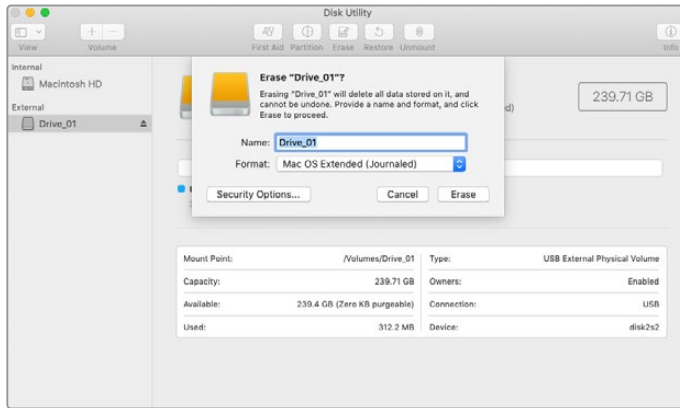 Disk Utility
View
Volume
First Aid
Partition
Erase
Restore
Unmount
Info
Internal
Macintosh HD
External
Drive_01
Erase "Drive_01"?
Erasing "Drive_01" will delete all data stored on it, and
cannot be undone. Provide a name and format, and click
Erase to proceed.
Name: Drive_01
Format: Mac OS Extended (Journaled)
Security Options...
Cancel
Erase
239.71 GB
Mount Point: /Volumes/Drive_01
Type: USB External Physical Volume
Capacity: 239.71 GB
Owners: Enabled
Available: 239.4 GB (Zero KB purgeable)
Connection: USB
Used: 312.2 MB
Device: disk2s2